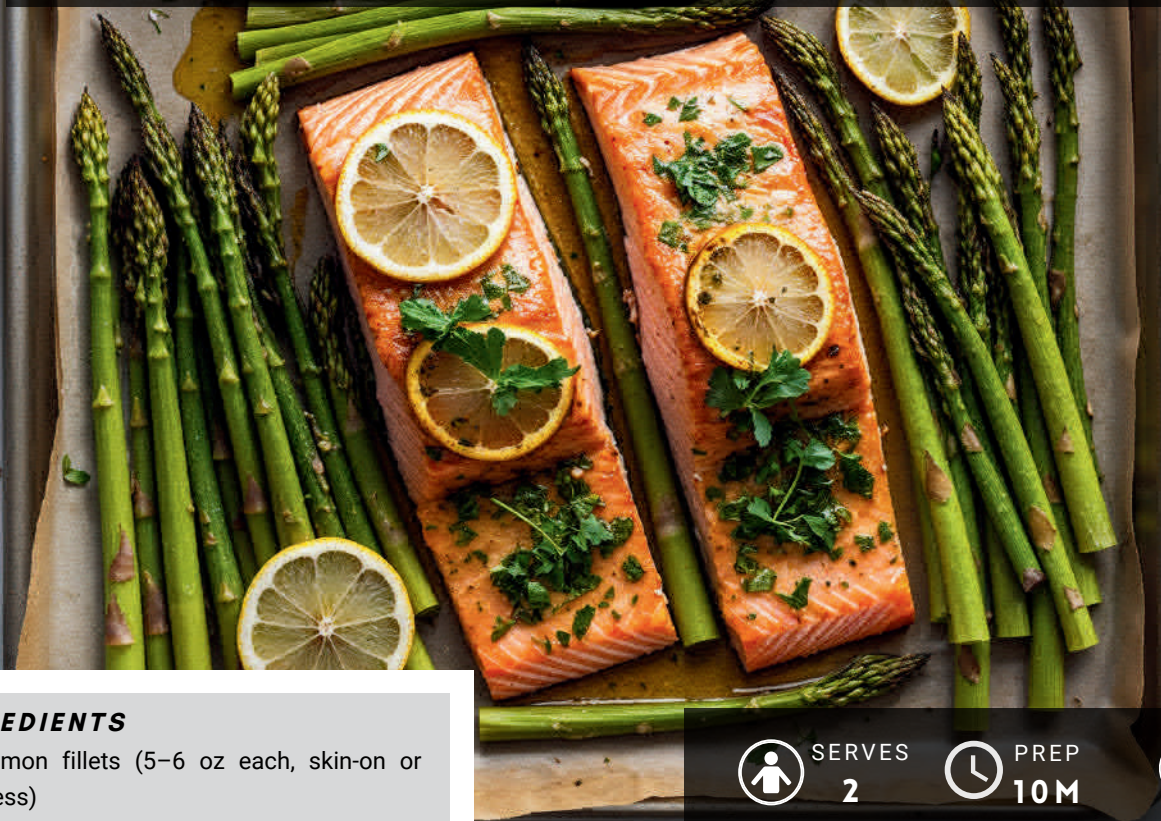 EDIENTS
mon fillets (5–6 oz each, skin-on or
ess)
SERVES
2
PREP
10M